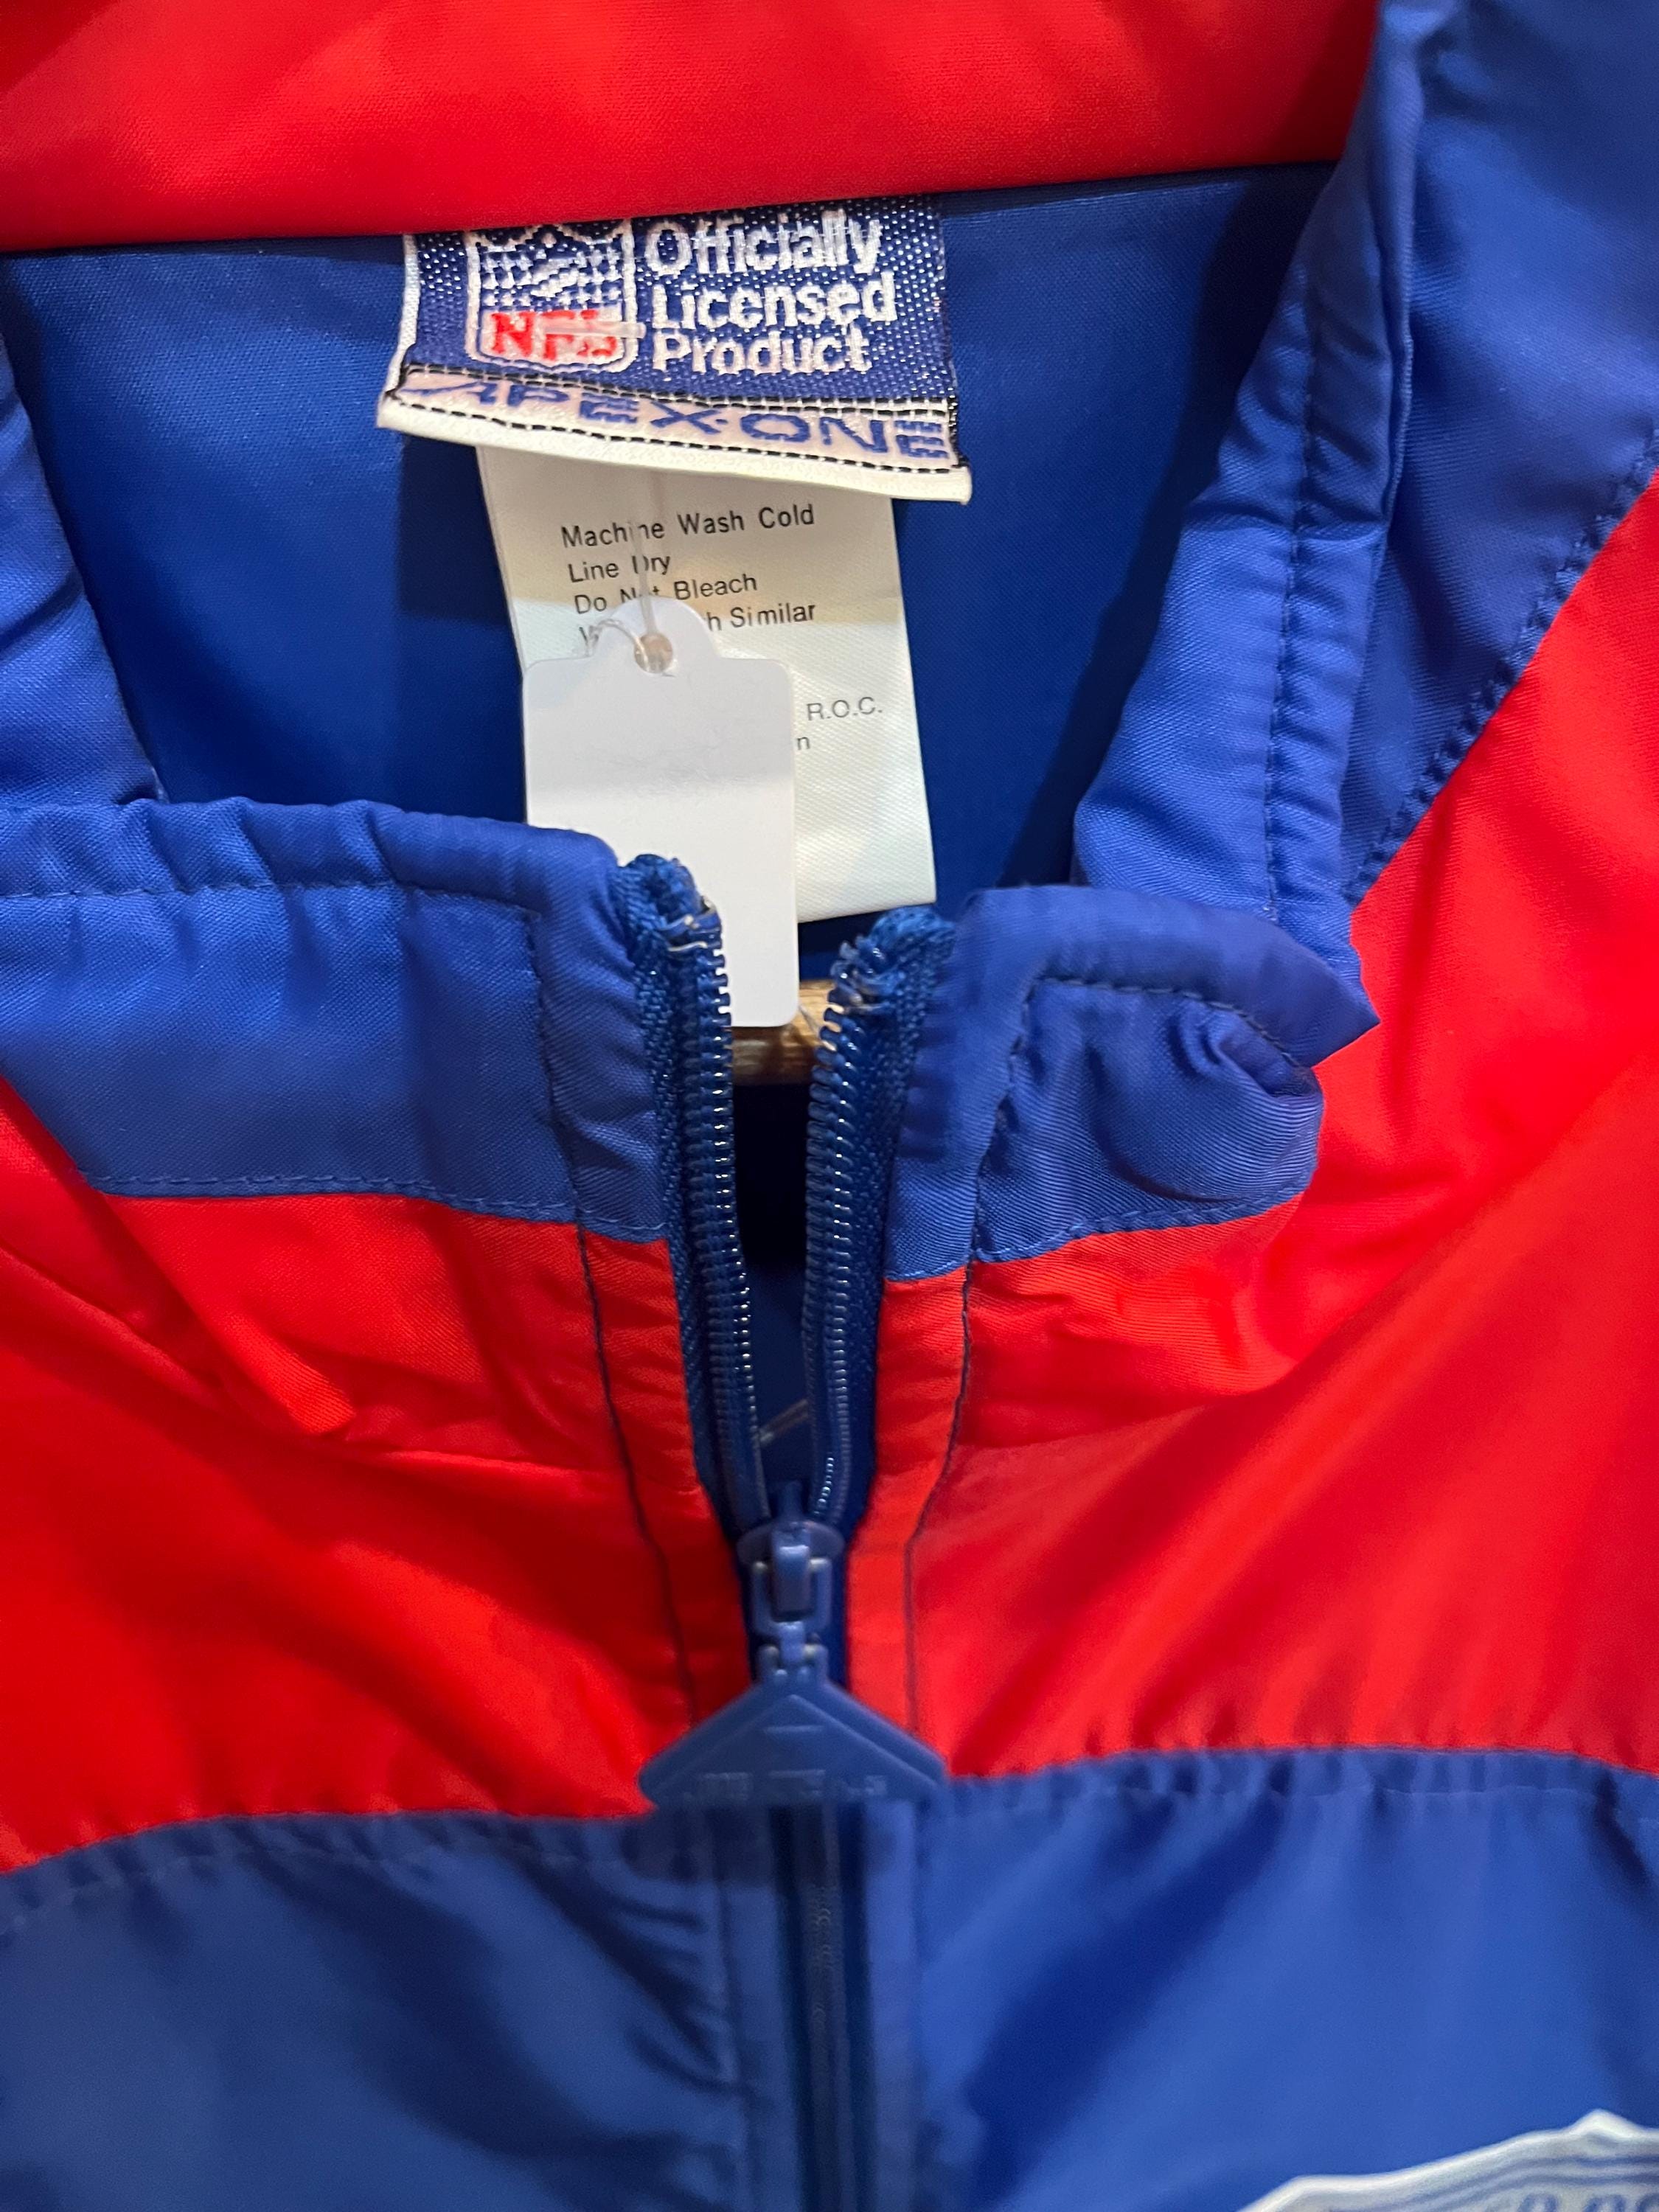 NFL
Officially
Licensed
Product
APEX·ONE
Machine Wash Cold
Line Dry
Do Not Bleach
Similar
R.O.C.